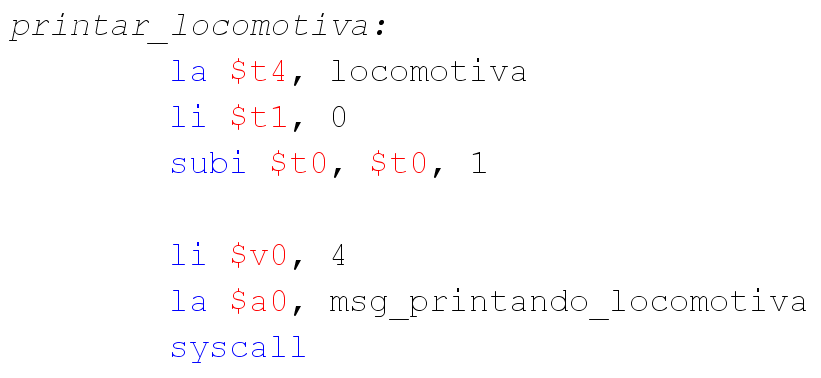 printar_locomotiva:
la $t4, locomotiva
li $t1, 0
subi $t0, $t0, 1
li $v0, 4
la $a0, msg_printando_locomotiva
syscall